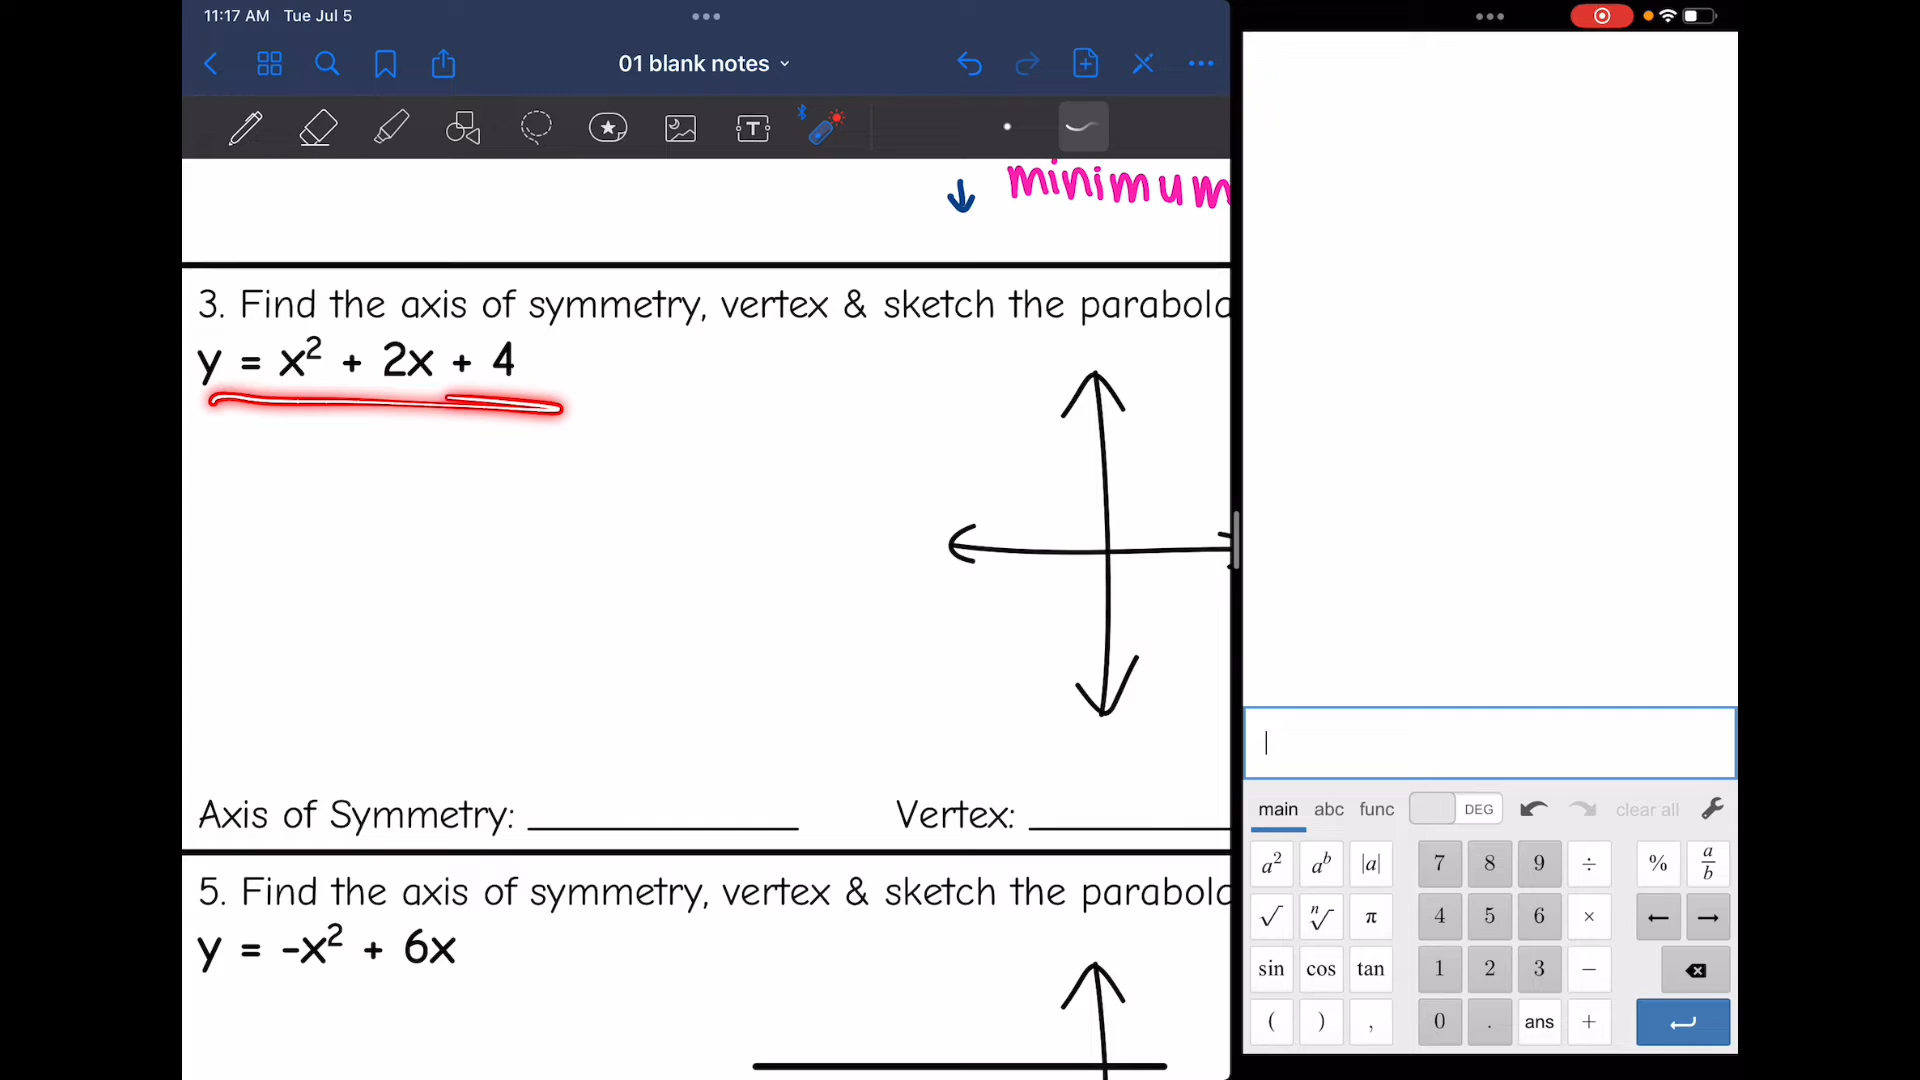 11:17 AM Tue Jul 5
01 blank notes
T
minimum
3. Find the axis of symmetry, vertex & sketch the parabola
y = x² + 2x + 4
Axis of Symmetry: __________ Vertex: __________
5. Find the axis of symmetry, vertex & sketch the parabola
y = -x² + 6x
main abc func DEG clear all
a² aᵇ |a| 7 8 9 ÷ % a/b
√ ⁿ√ π 4 5 6 × ← →
sin cos tan 1 2 3 −
( ) , 0 . ans +